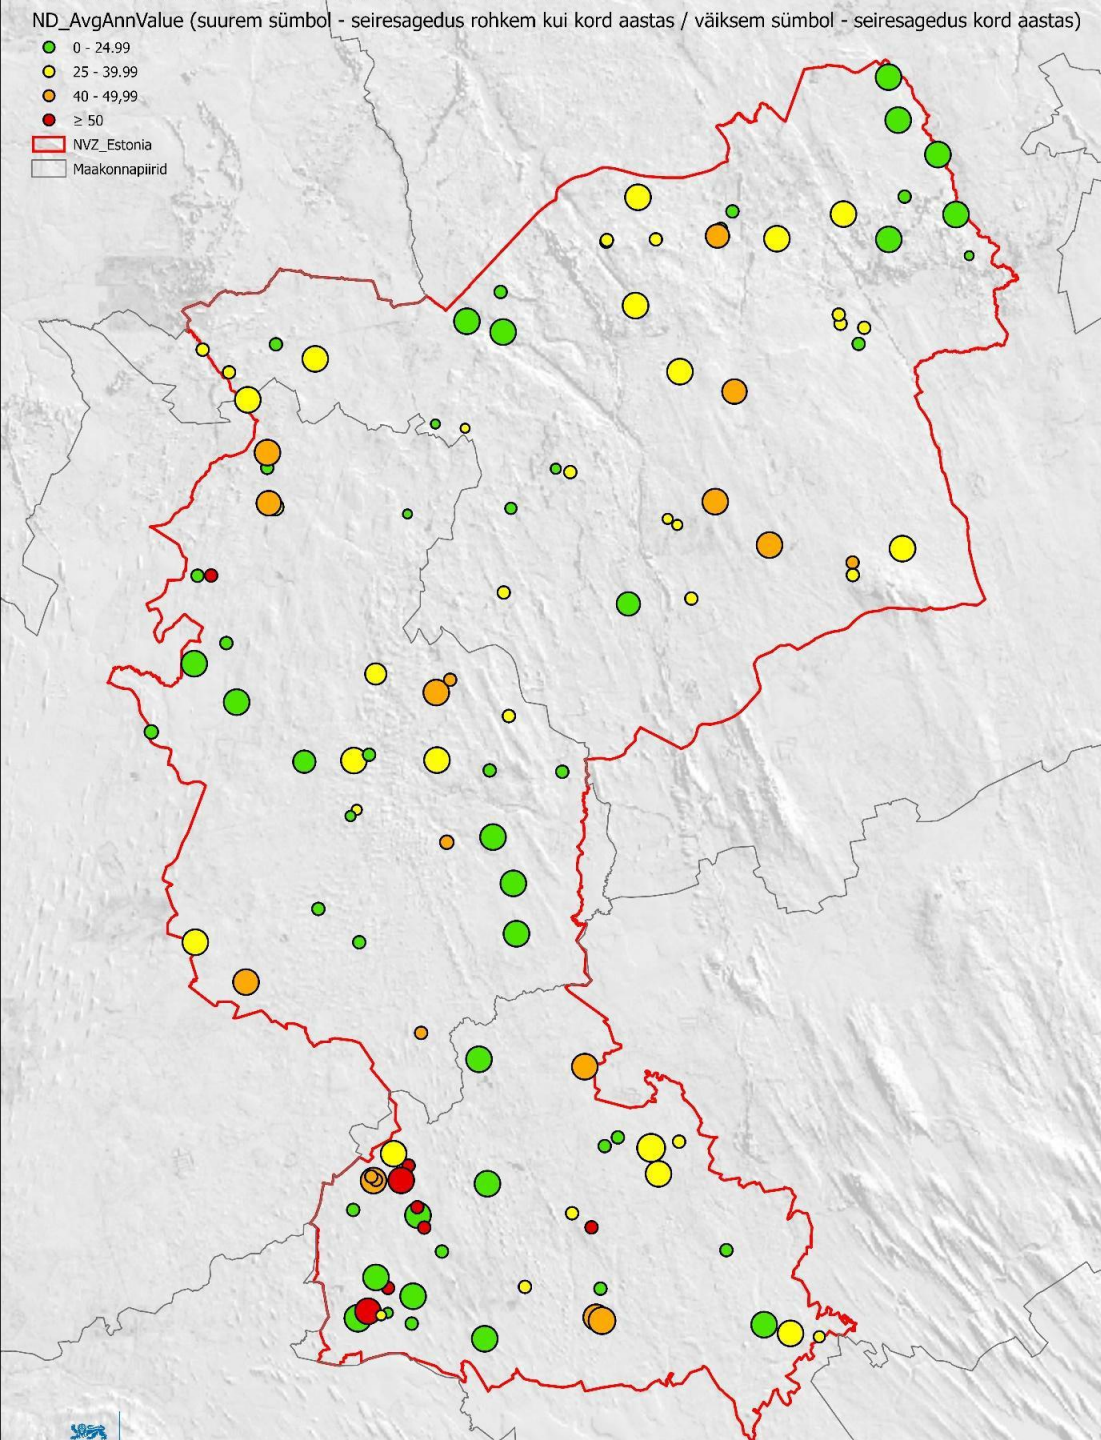 ND_AvgAnnValue (suurem sümbol - seiresagedus rohkem kui kord aastas / väiksem sümbol - seiresagedus kord aastas)
0 - 24.99
25 - 39.99
40 - 49,99
≥ 50
NVZ_Estonia
Maakonnapiirid